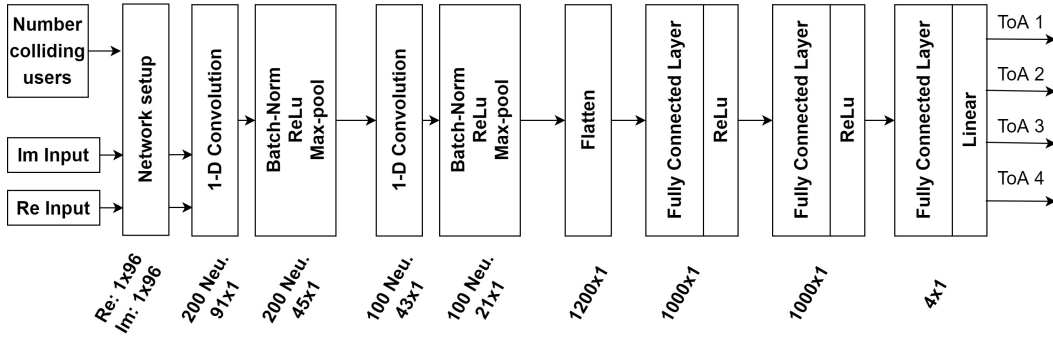 Number
colliding
users
Im Input
Re Input
Network setup
1-D Convolution
Batch-Norm
ReLu
Max-pool
1-D Convolution
Batch-Norm
ReLu
Max-pool
Flatten
Fully Connected Layer
ReLu
Fully Connected Layer
ReLu
Fully Connected Layer
Linear
ToA 1
ToA 2
ToA 3
ToA 4
Re: 1x96
Im: 1x96
200 Neu.
91x1
200 Neu.
45x1
100 Neu.
43x1
100 Neu.
21x1
1200x1
1000x1
1000x1
4x1